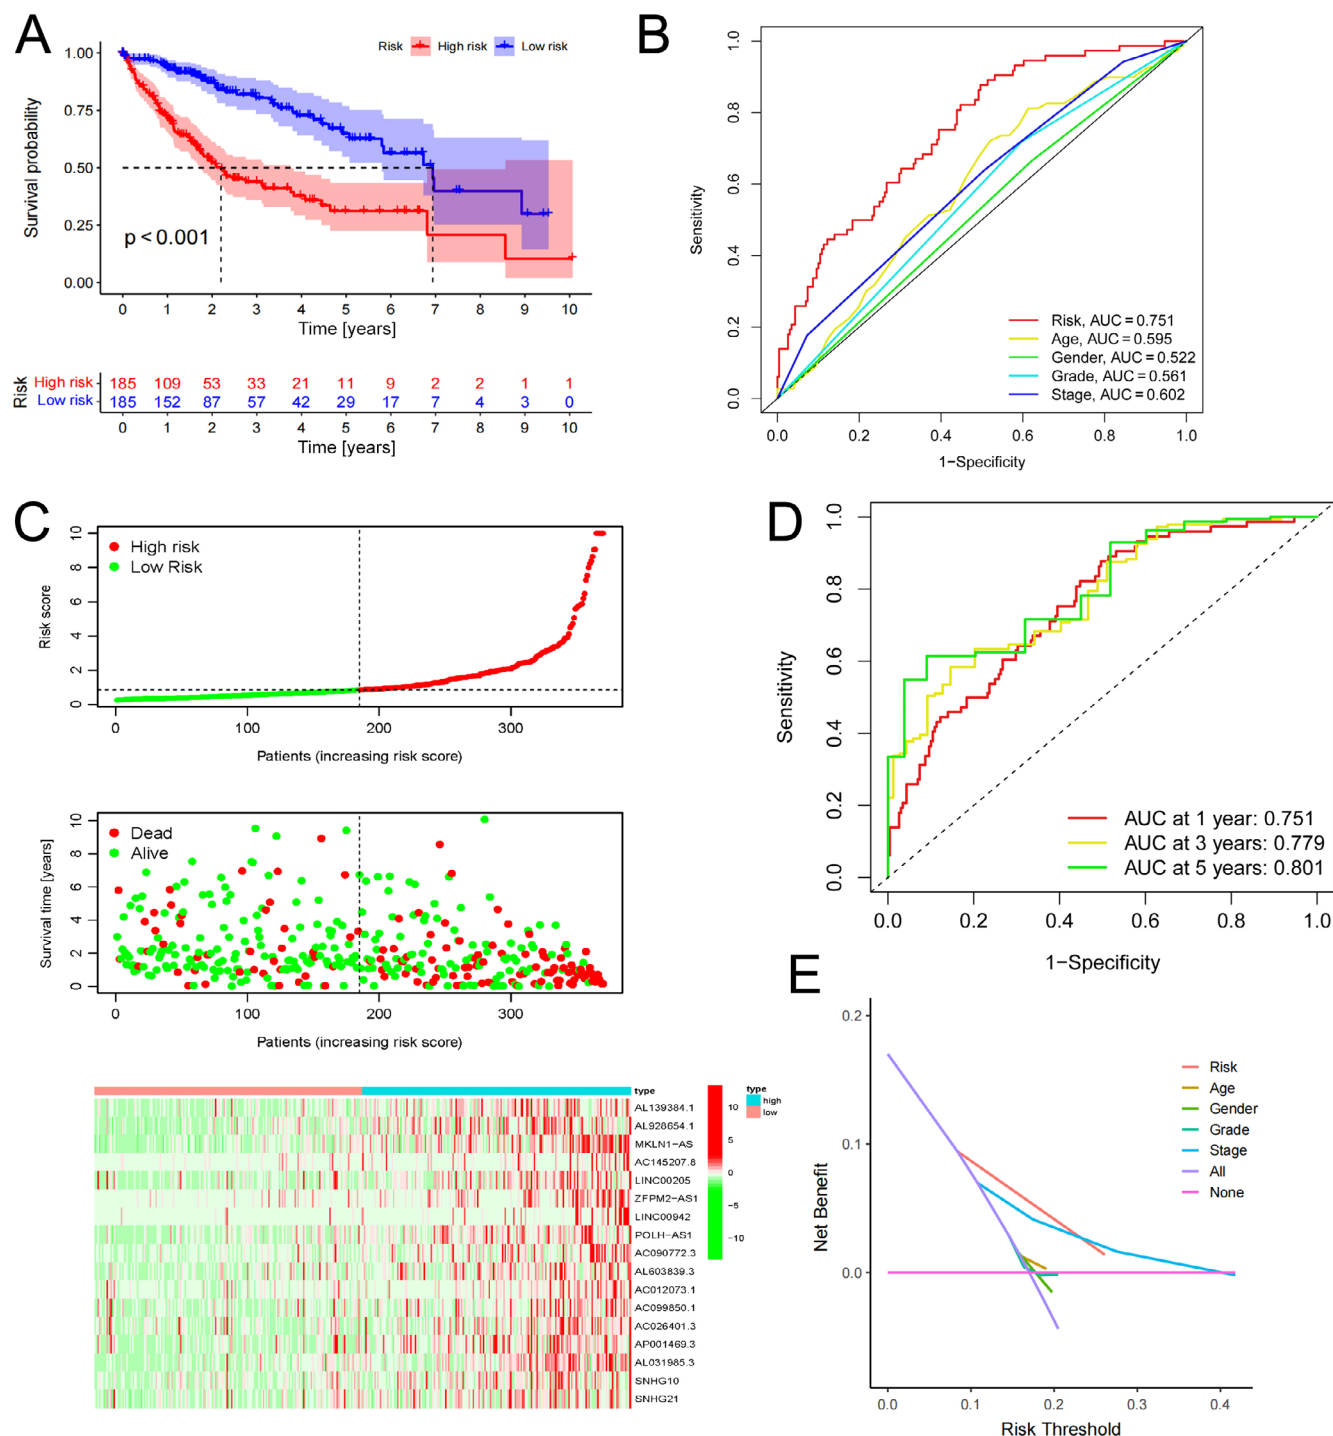 A
Risk High risk Low risk
1.00
0.75
0.50
0.25
0.00
Survival probability
p < 0.001
0 1 2 3 4 5 6 7 8 9 10
Time [years]
Risk
High risk 185 109 53 33 21 11 9 2 2 1 1
Low risk 185 152 87 57 42 29 17 7 4 3 0
0 1 2 3 4 5 6 7 8 9 10
Time [years]
B
1.0
0.8
0.6
0.4
0.2
0.0
Sensitivity
Risk, AUC = 0.751
Age, AUC = 0.595
Gender, AUC = 0.522
Grade, AUC = 0.561
Stage, AUC = 0.602
0.0 0.2 0.4 0.6 0.8 1.0
1-Specificity
C
10
8
6
4
2
0
Risk score
High risk
Low Risk
0 100 200 300
Patients (increasing risk score)
10
8
6
4
2
0
Survival time [years]
Dead
Alive
0 100 200 300
Patients (increasing risk score)
type
AL139384.1
AL928654.1
MKLN1-AS
AC145207.8
LINC00205
ZFPM2-AS1
LINC00942
POLH-AS1
AC090772.3
AL603839.3
AC012073.1
AC099850.1
AC026401.3
AP001469.3
AL031985.3
SNHG10
SNHG21
10
5
0
-5
-10
type
high
low
D
1.0
0.8
0.6
0.4
0.2
0.0
Sensitivity
AUC at 1 year: 0.751
AUC at 3 years: 0.779
AUC at 5 years: 0.801
0.0 0.2 0.4 0.6 0.8 1.0
1-Specificity
E
0.2
0.1
0.0
Net Benefit
Risk
Age
Gender
Grade
Stage
All
None
0.0 0.1 0.2 0.3 0.4
Risk Threshold